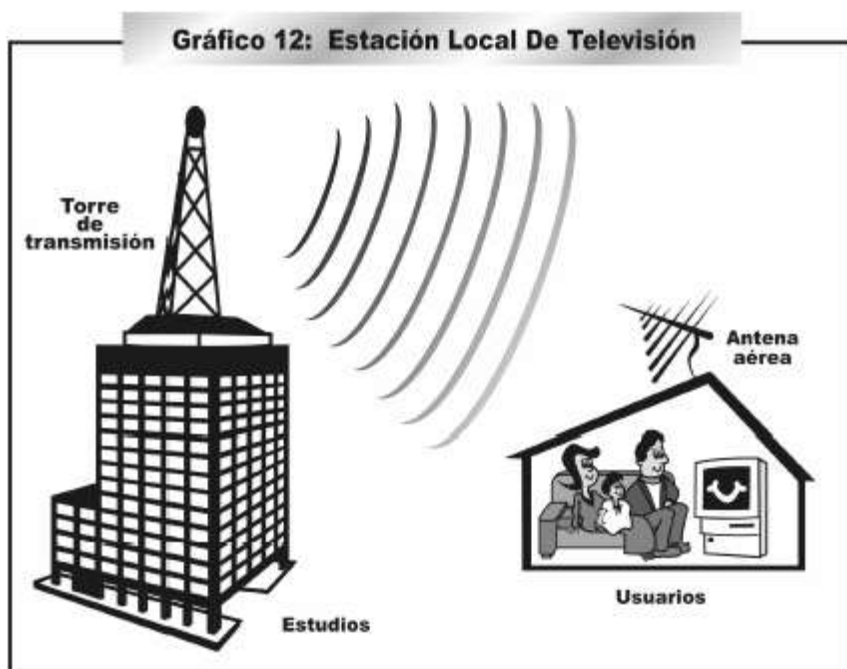 Gráfico 12: Estación Local De Televisión
Torre
de
transmisión
Antena
aérea
Usuarios
Estudios